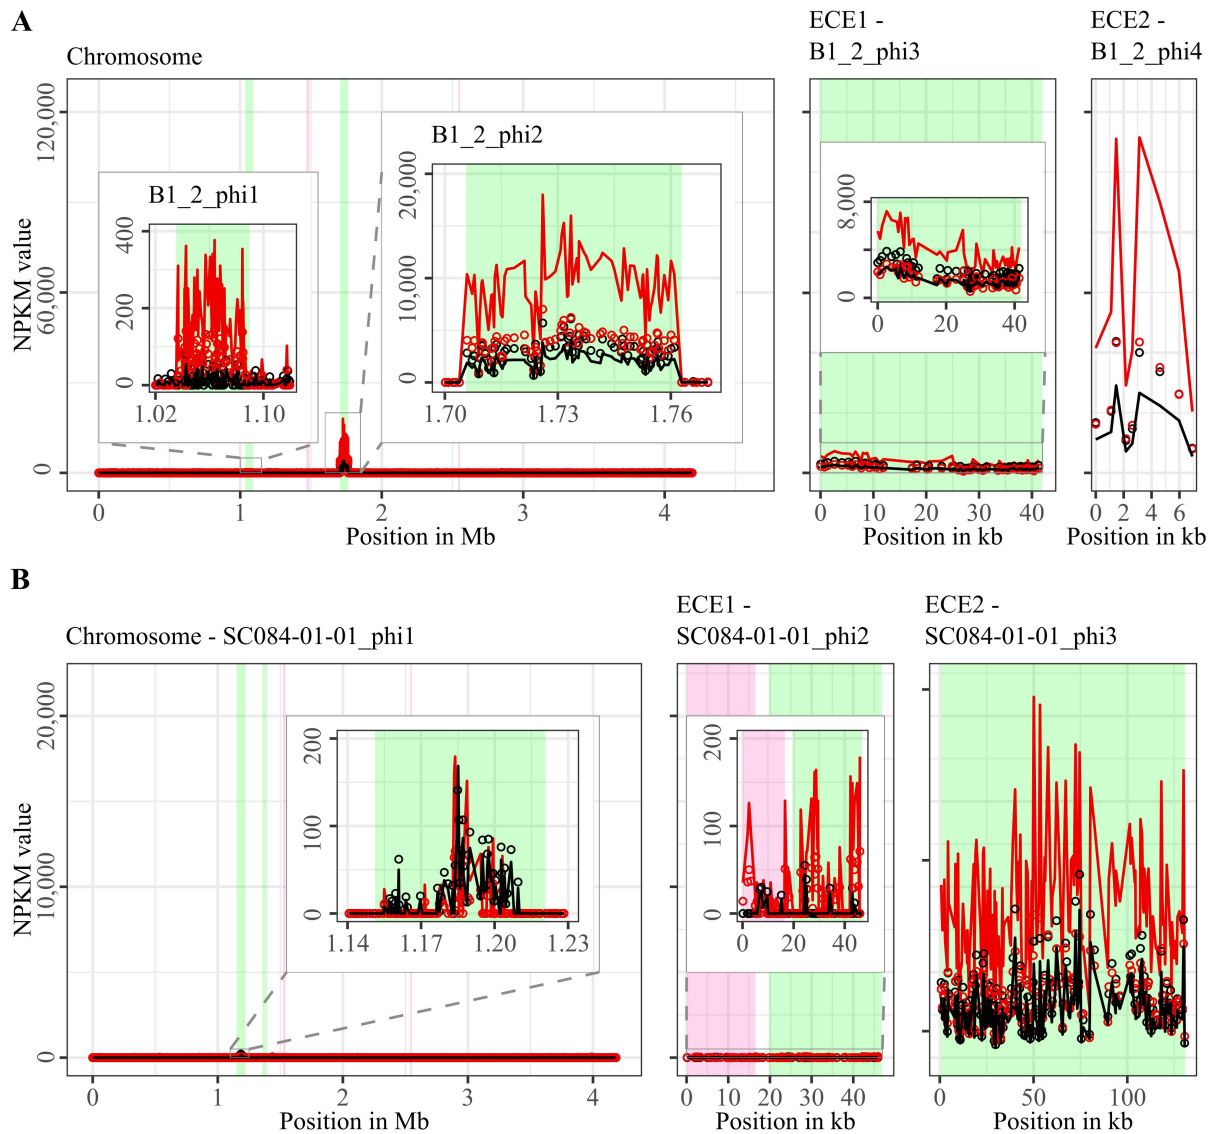 A
Chromosome
ECE1 -
B1_2_phi3
ECE2 -
B1_2_phi4
NPKM value
120,000
60,000
0
B1_2_phi1
400
200
0
1.02
1.10
B1_2_phi2
20,000
10,000
0
1.70
1.73
1.76
8,000
0
0
20
40
0
1
2
3
4
Position in Mb
0
10
20
30
40
Position in kb
0
2
4
6
Position in kb
B
Chromosome - SC084-01-01_phi1
ECE1 -
SC084-01-01_phi2
ECE2 -
SC084-01-01_phi3
NPKM value
20,000
10,000
0
200
100
0
1.14
1.17
1.20
1.23
200
100
0
0
20
40
0
1
2
3
4
Position in Mb
0
10
20
30
40
Position in kb
0
50
100
Position in kb